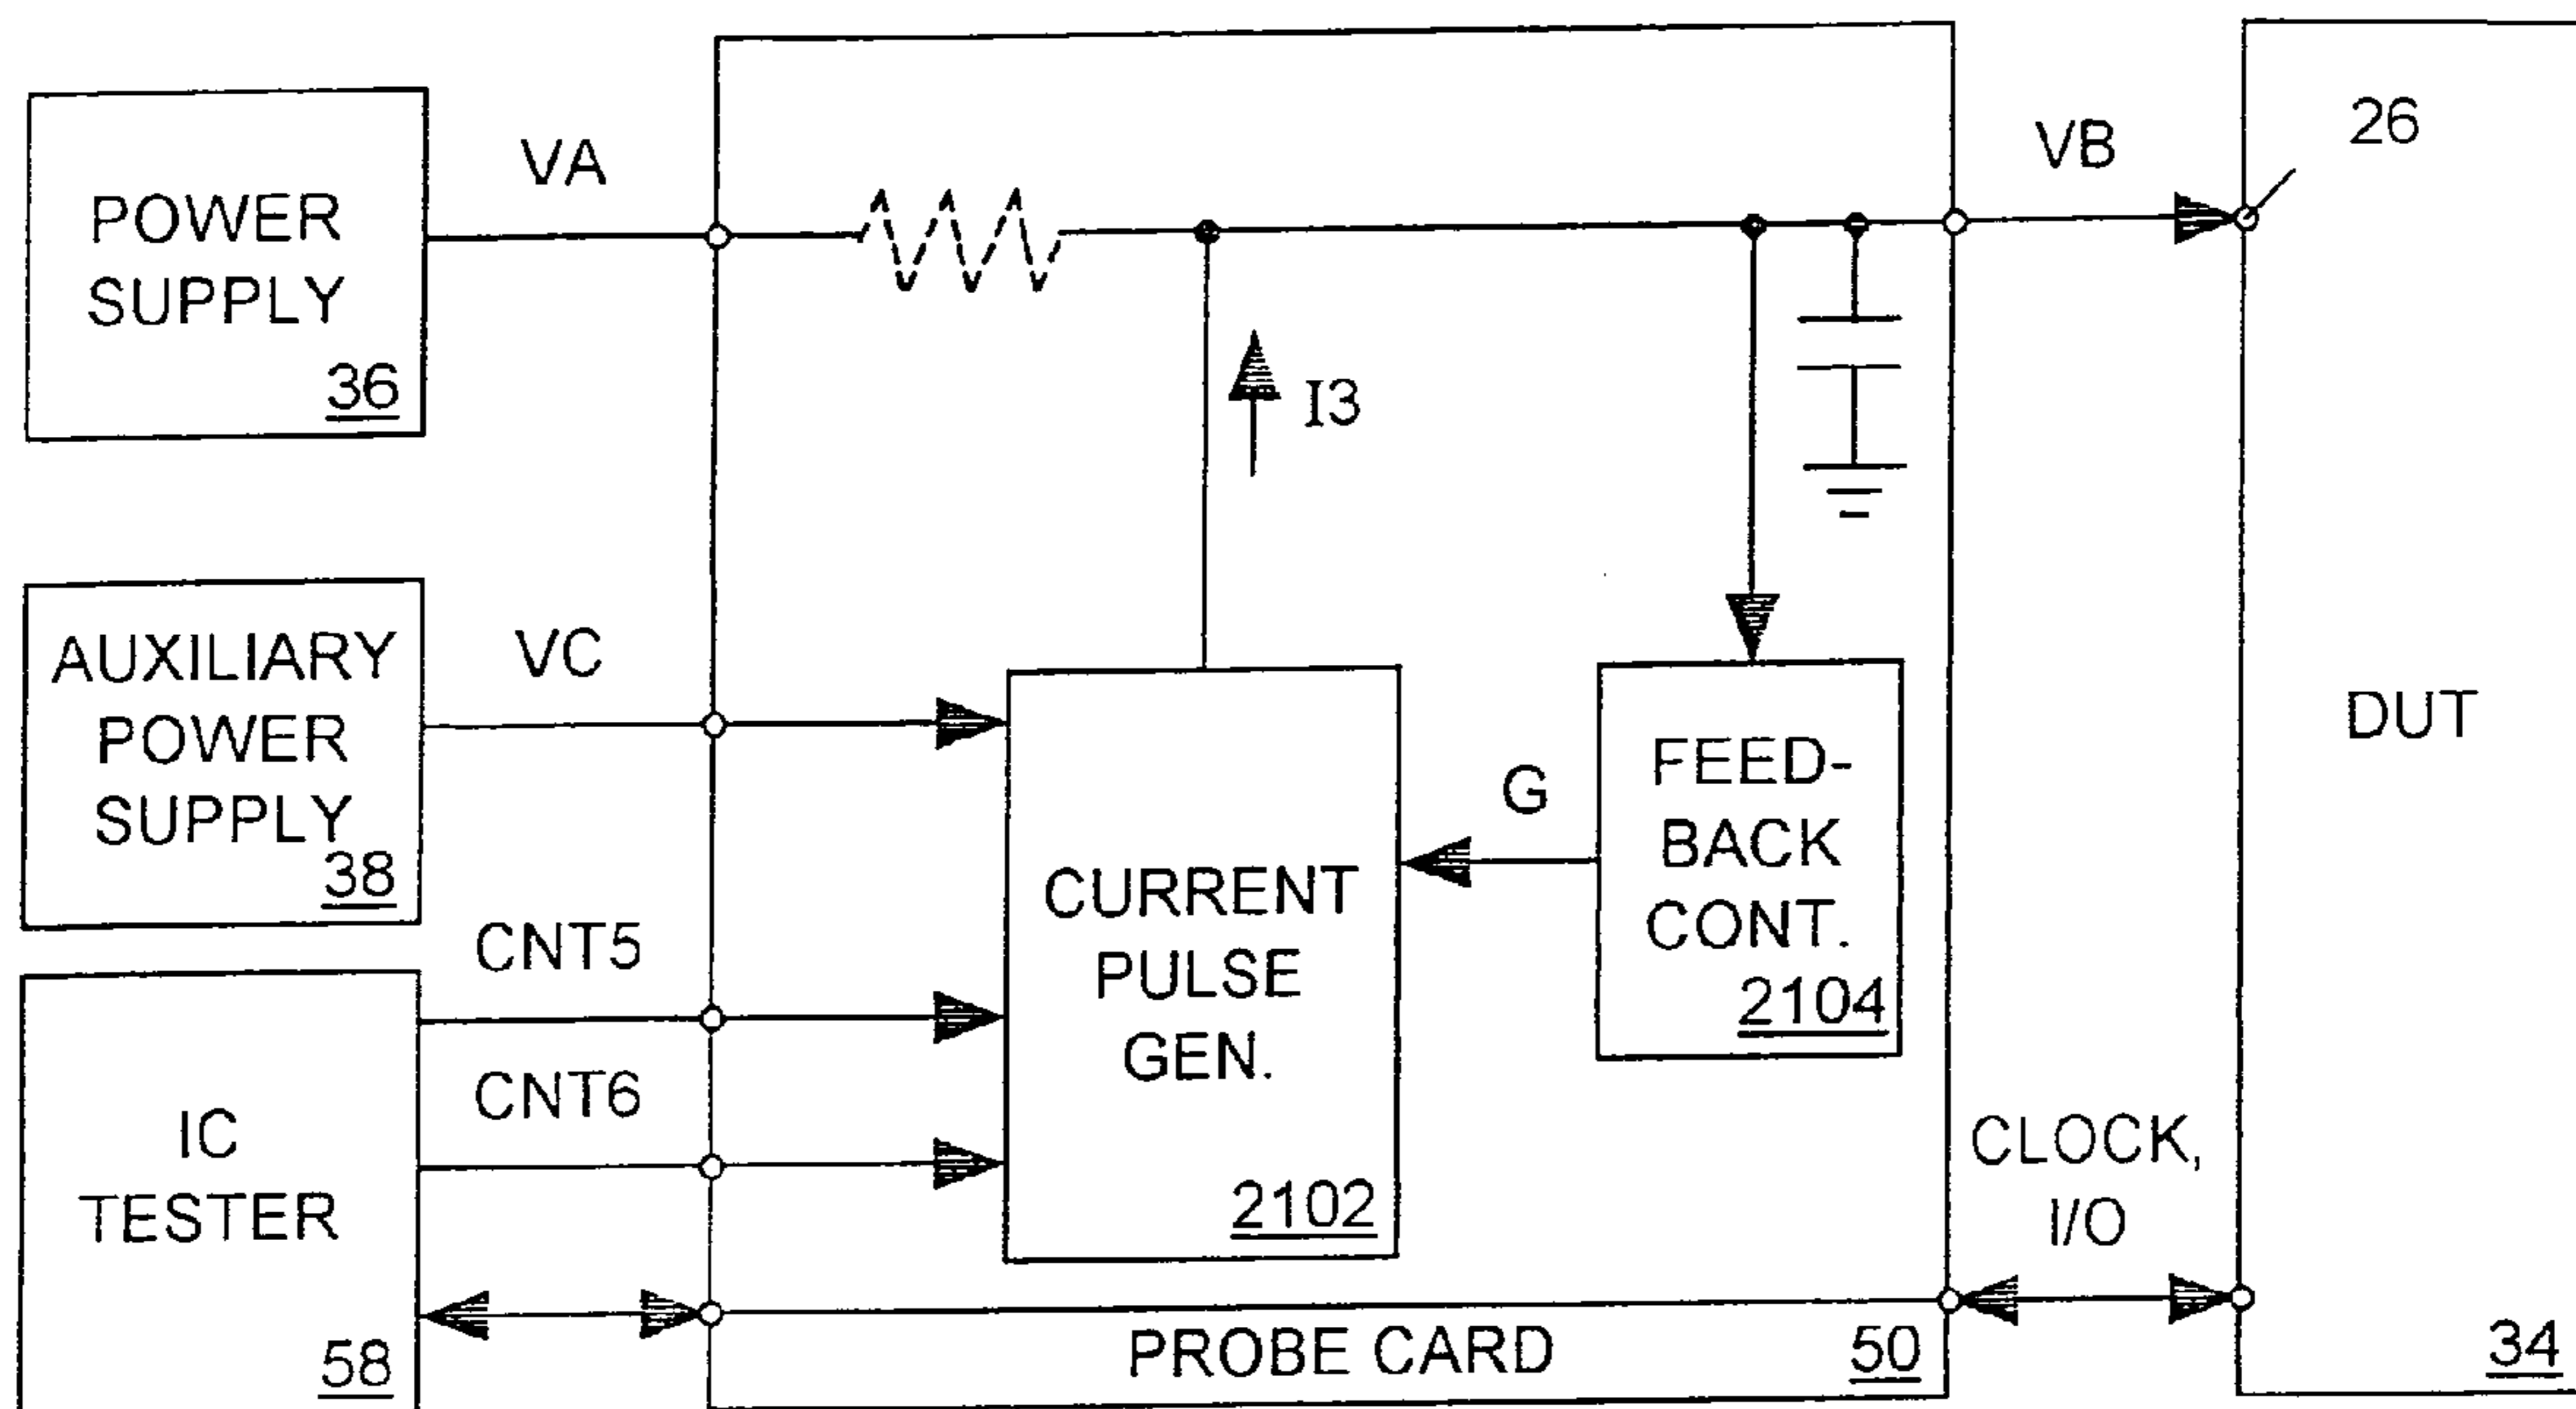 POWER
SUPPLY
36
VA
VB
26
I3
AUXILIARY
POWER
SUPPLY
38
VC
CNT5
CNT6
IC
TESTER
58
CURRENT
PULSE
GEN.
2102
G
FEED-
BACK
CONT.
2104
DUT
CLOCK,
I/O
PROBE CARD
50
34